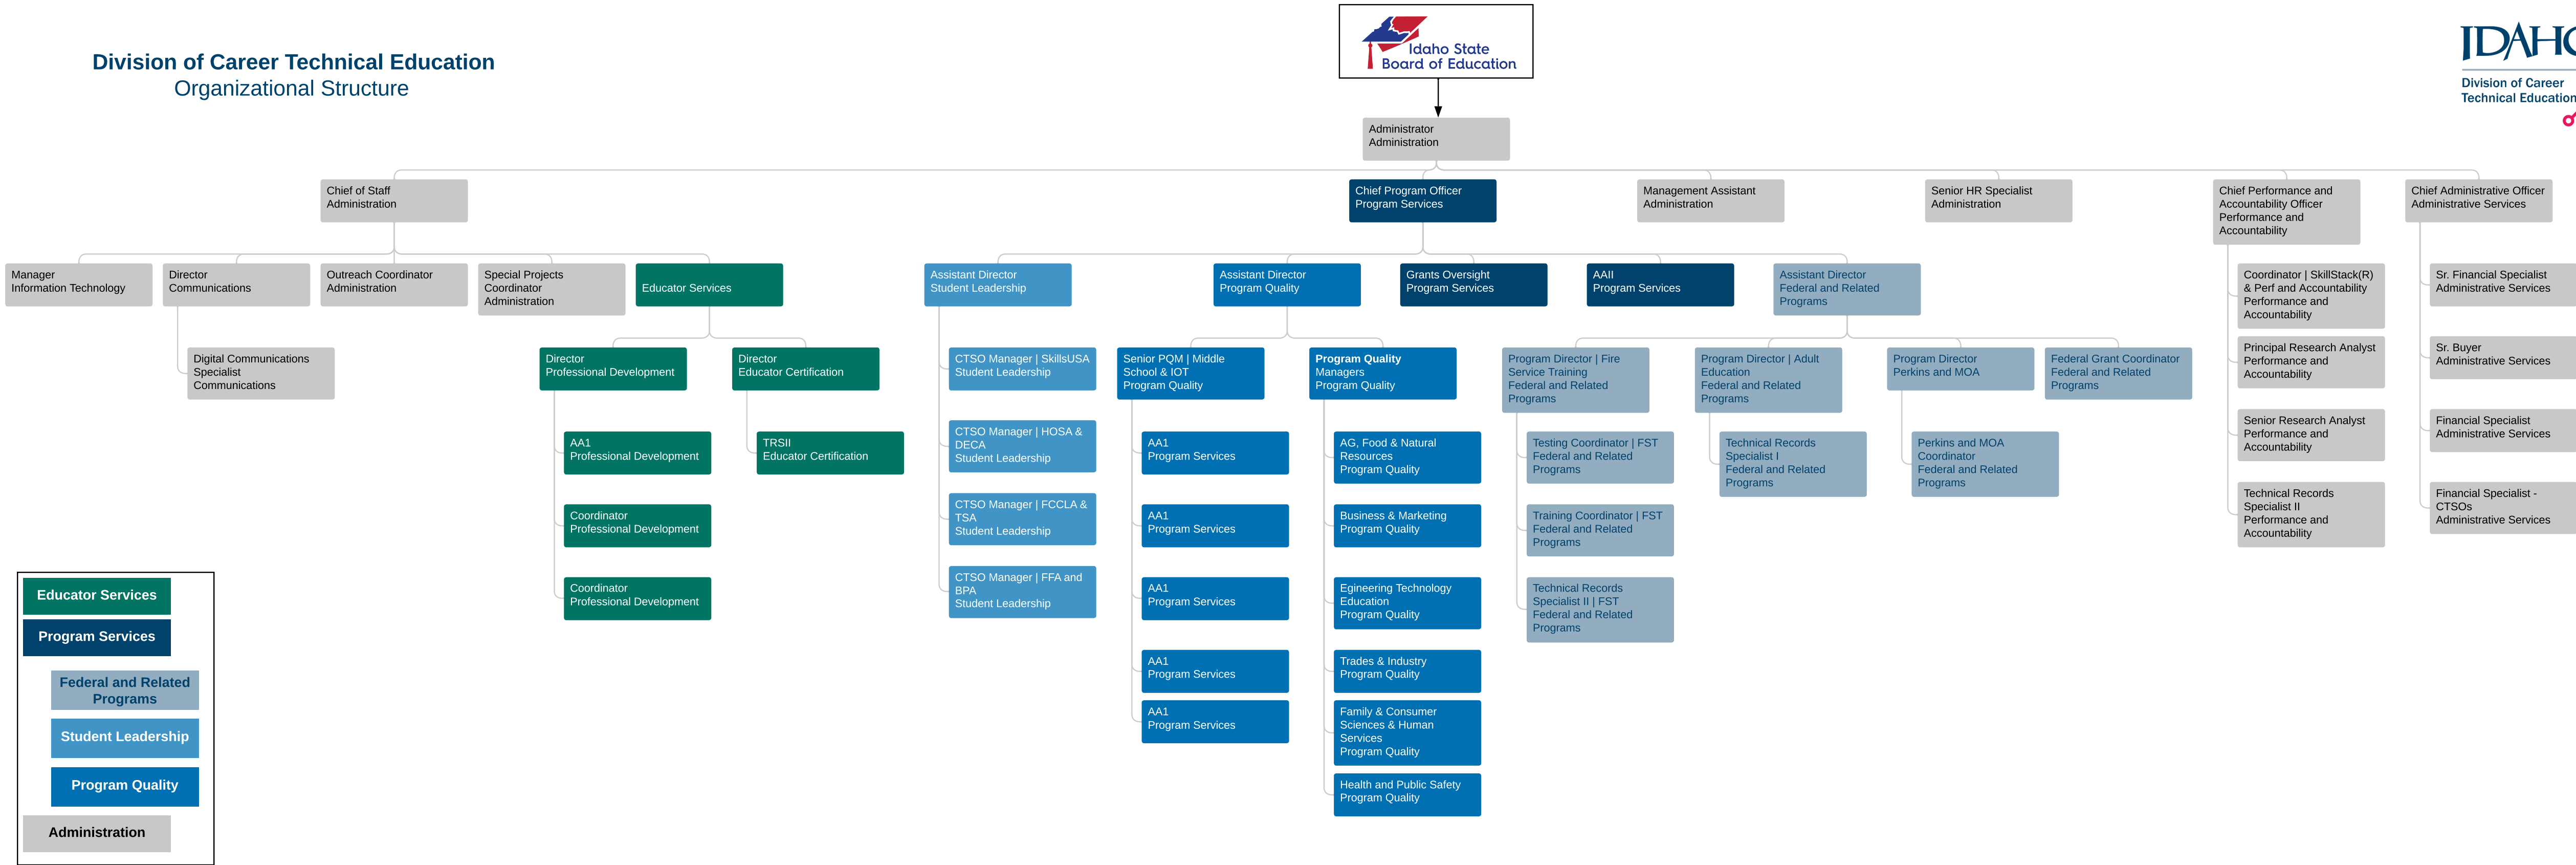 Division of Career Technical Education
Organizational Structure
Idaho State
Board of Education
IDAHO
Division of Career
Technical Education
Administrator
Administration
Chief of Staff
Administration
Chief Program Officer
Program Services
Management Assistant
Administration
Senior HR Specialist
Administration
Chief Performance and
Accountability Officer
Performance and
Accountability
Chief Administrative Officer
Administrative Services
Manager
Information Technology
Director
Communications
Outreach Coordinator
Administration
Special Projects
Coordinator
Administration
Educator Services
Assistant Director
Student Leadership
Assistant Director
Program Quality
Grants Oversight
Program Services
AAII
Program Services
Assistant Director
Federal and Related
Programs
Coordinator | SkillStack(R)
& Perf and Accountability
Performance and
Accountability
Sr. Financial Specialist
Administrative Services
Digital Communications
Specialist
Communications
Director
Professional Development
Director
Educator Certification
CTSO Manager | SkillsUSA
Student Leadership
Senior PQM | Middle
School & IOT
Program Quality
Program Quality
Managers
Program Quality
Program Director | Fire
Service Training
Federal and Related
Programs
Program Director | Adult
Education
Federal and Related
Programs
Program Director
Perkins and MOA
Federal Grant Coordinator
Federal and Related
Programs
Principal Research Analyst
Performance and
Accountability
Sr. Buyer
Administrative Services
AA1
Professional Development
TRSII
Educator Certification
CTSO Manager | HOSA &
DECA
Student Leadership
AA1
Program Services
AG, Food & Natural
Resources
Program Quality
Testing Coordinator | FST
Federal and Related
Programs
Technical Records
Specialist I
Federal and Related
Programs
Perkins and MOA
Coordinator
Federal and Related
Programs
Senior Research Analyst
Performance and
Accountability
Financial Specialist
Administrative Services
Coordinator
Professional Development
CTSO Manager | FCCLA &
TSA
Student Leadership
AA1
Program Services
Business & Marketing
Program Quality
Training Coordinator | FST
Federal and Related
Programs
Technical Records
Specialist II
Performance and
Accountability
Financial Specialist -
CTSOs
Administrative Services
Coordinator
Professional Development
CTSO Manager | FFA and
BPA
Student Leadership
AA1
Program Services
Egineering Technology
Education
Program Quality
Technical Records
Specialist II | FST
Federal and Related
Programs
AA1
Program Services
Trades & Industry
Program Quality
AA1
Program Services
Family & Consumer
Sciences & Human
Services
Program Quality
Health and Public Safety
Program Quality
Educator Services
Program Services
Federal and Related
Programs
Student Leadership
Program Quality
Administration